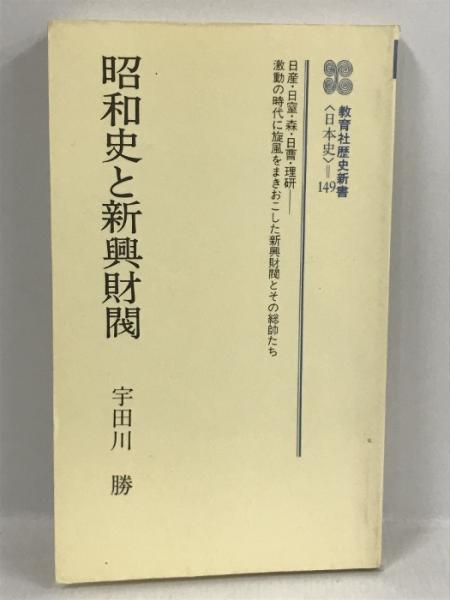 教育社歴史新書
〈日本史〉＝149
日産・日窒・森・日曹・理研──
激動の時代に旋風をまきおこした新興財閥とその総帥たち
昭和史と新興財閥
宇田川 勝